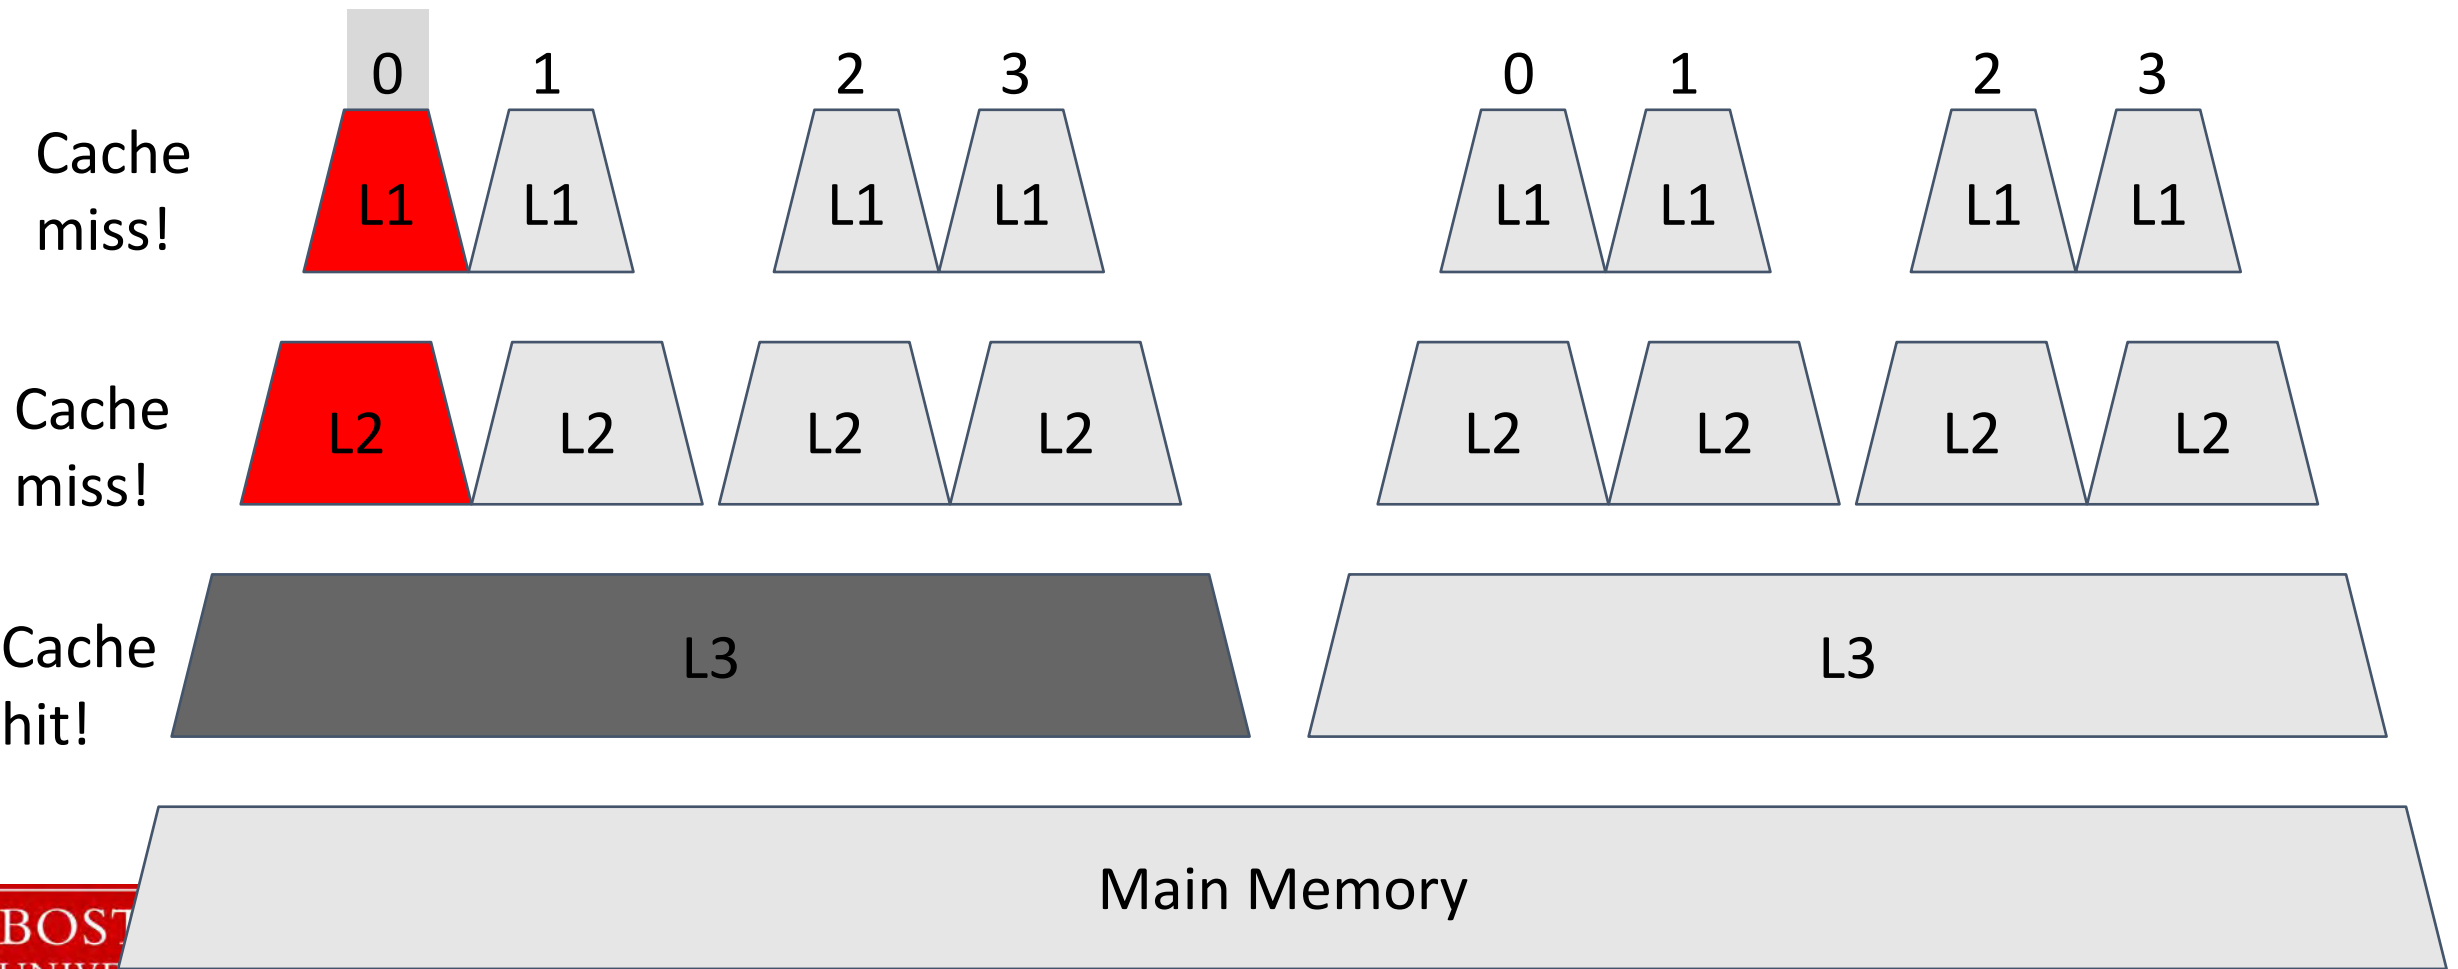 0 1 2 3 0 1 2 3
Cache
miss!
L1 L1 L1 L1 L1 L1 L1 L1
Cache
miss!
L2 L2 L2 L2 L2 L2 L2 L2
Cache
hit!
L3 L3
Main Memory